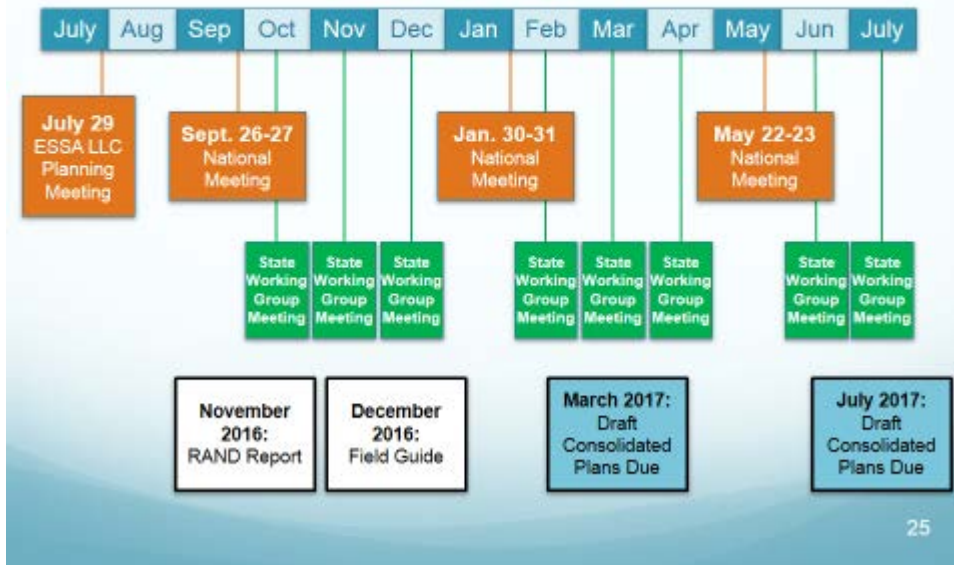 July Aug Sep Oct Nov Dec Jan Feb Mar Apr May Jun July
July 29
ESSA LLC
Planning
Meeting
Sept. 26-27
National
Meeting
Jan. 30-31
National
Meeting
May 22-23
National
Meeting
State
Working
Group
Meeting
State
Working
Group
Meeting
State
Working
Group
Meeting
State
Working
Group
Meeting
State
Working
Group
Meeting
State
Working
Group
Meeting
State
Working
Group
Meeting
State
Working
Group
Meeting
November
2016:
RAND Report
December
2016:
Field Guide
March 2017:
Draft
Consolidated
Plans Due
July 2017:
Draft
Consolidated
Plans Due
25